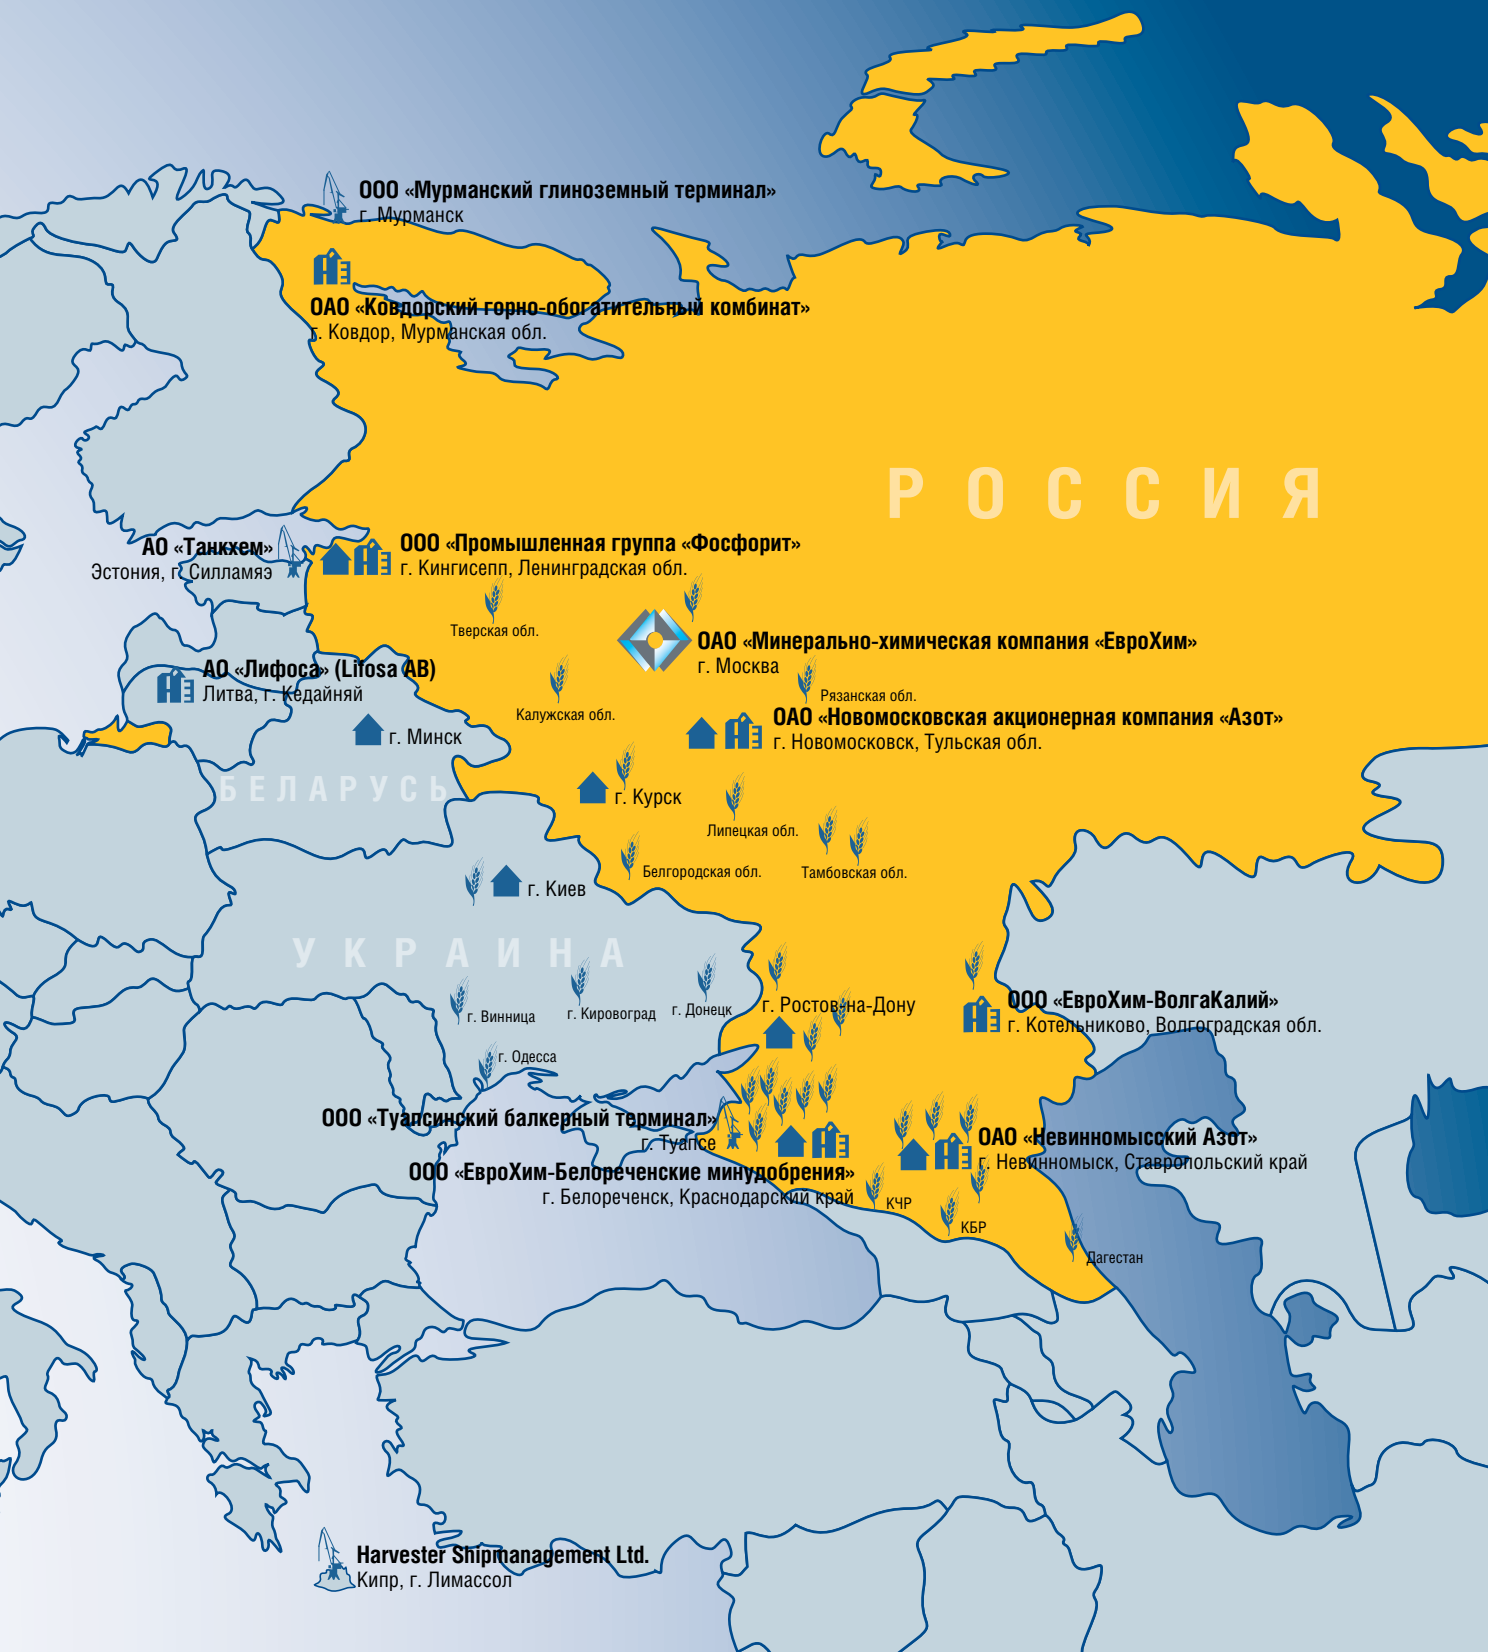 ООО «Мурманский глиноземный терминал»
г. Мурманск
ОАО «Ковдорский горно-обогатительный комбинат»
г. Ковдор, Мурманская обл.
РОССИЯ
АО «Танкхем»
Эстония, г. Силламяэ
ООО «Промышленная группа «Фосфорит»
г. Кингисепп, Ленинградская обл.
Тверская обл.
ОАО «Минерально-химическая компания «ЕвроХим»
г. Москва
АО «Лифоса» (Lifosa AB)
Литва, г. Кедайняй
Рязанская обл.
Калужская обл.
ОАО «Новомосковская акционерная компания «Азот»
г. Новомосковск, Тульская обл.
г. Минск
БЕЛАРУСЬ
г. Курск
Липецкая обл.
Белгородская обл.
Тамбовская обл.
г. Киев
УКРАИНА
г. Винница
г. Кировоград
г. Донецк
г. Ростов-на-Дону
ООО «ЕвроХим-ВолгаКалий»
г. Котельниково, Волгоградская обл.
г. Одесса
ООО «Туапсинский балкерный терминал»
г. Туапсе
ОАО «Невинномысский Азот»
г. Невинномыск, Ставропольский край
ООО «ЕвроХим-Белореченские минудобрения»
г. Белореченск, Краснодарский край
КЧР
КБР
Дагестан
Harvester Shipmanagement Ltd.
Кипр, г. Лимассол